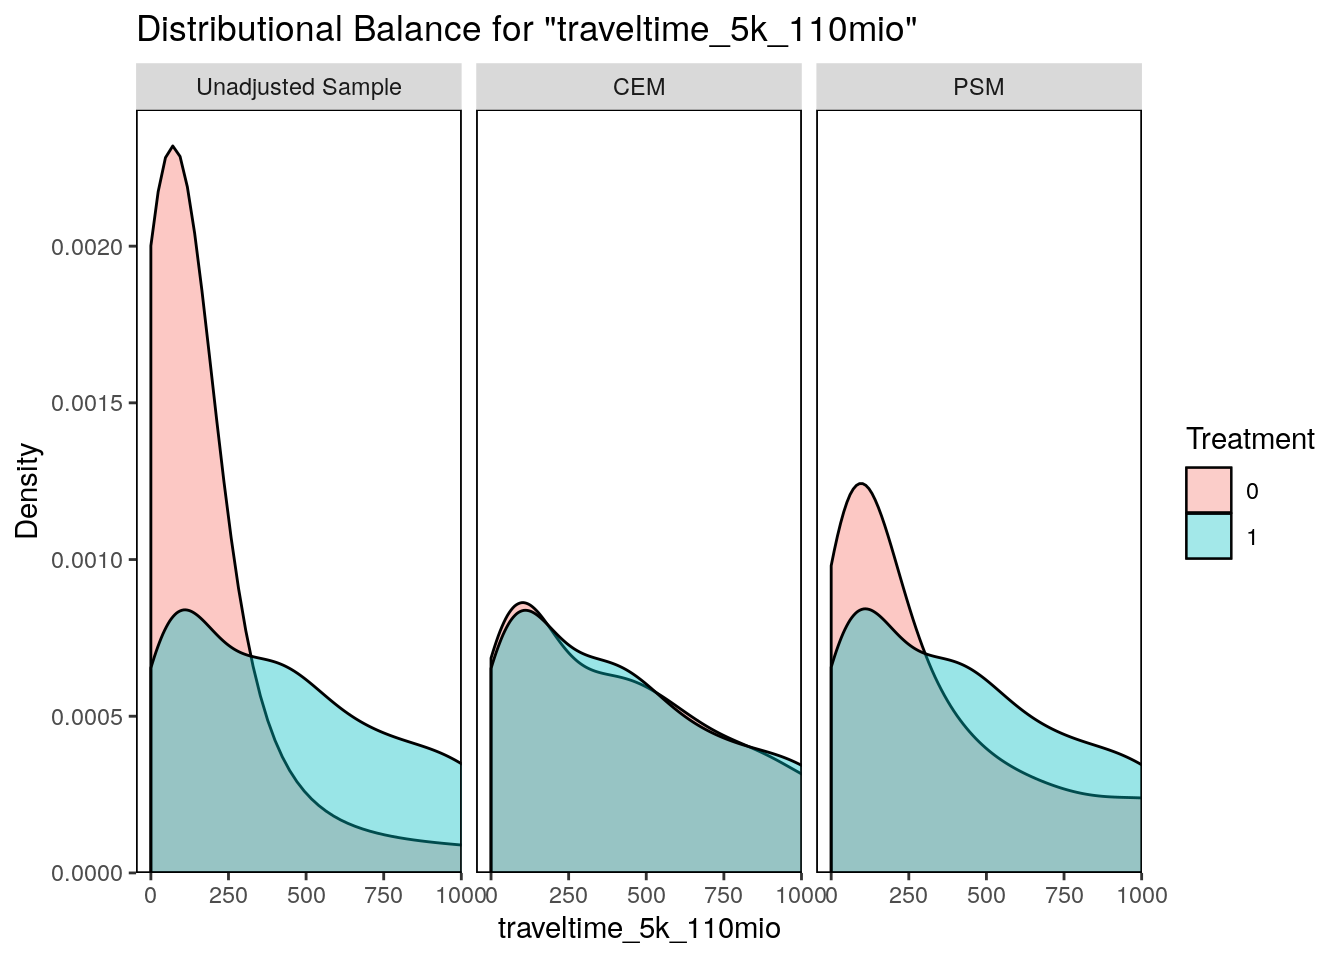 Distributional Balance for "traveltime_5k_110mio"
Unadjusted Sample
CEM
PSM
Density
0.0020
0.0015
0.0010
0.0005
0.0000
0 250 500 750 1000
0 250 500 750 1000
0 250 500 750 1000
traveltime_5k_110mio
Treatment
0
1